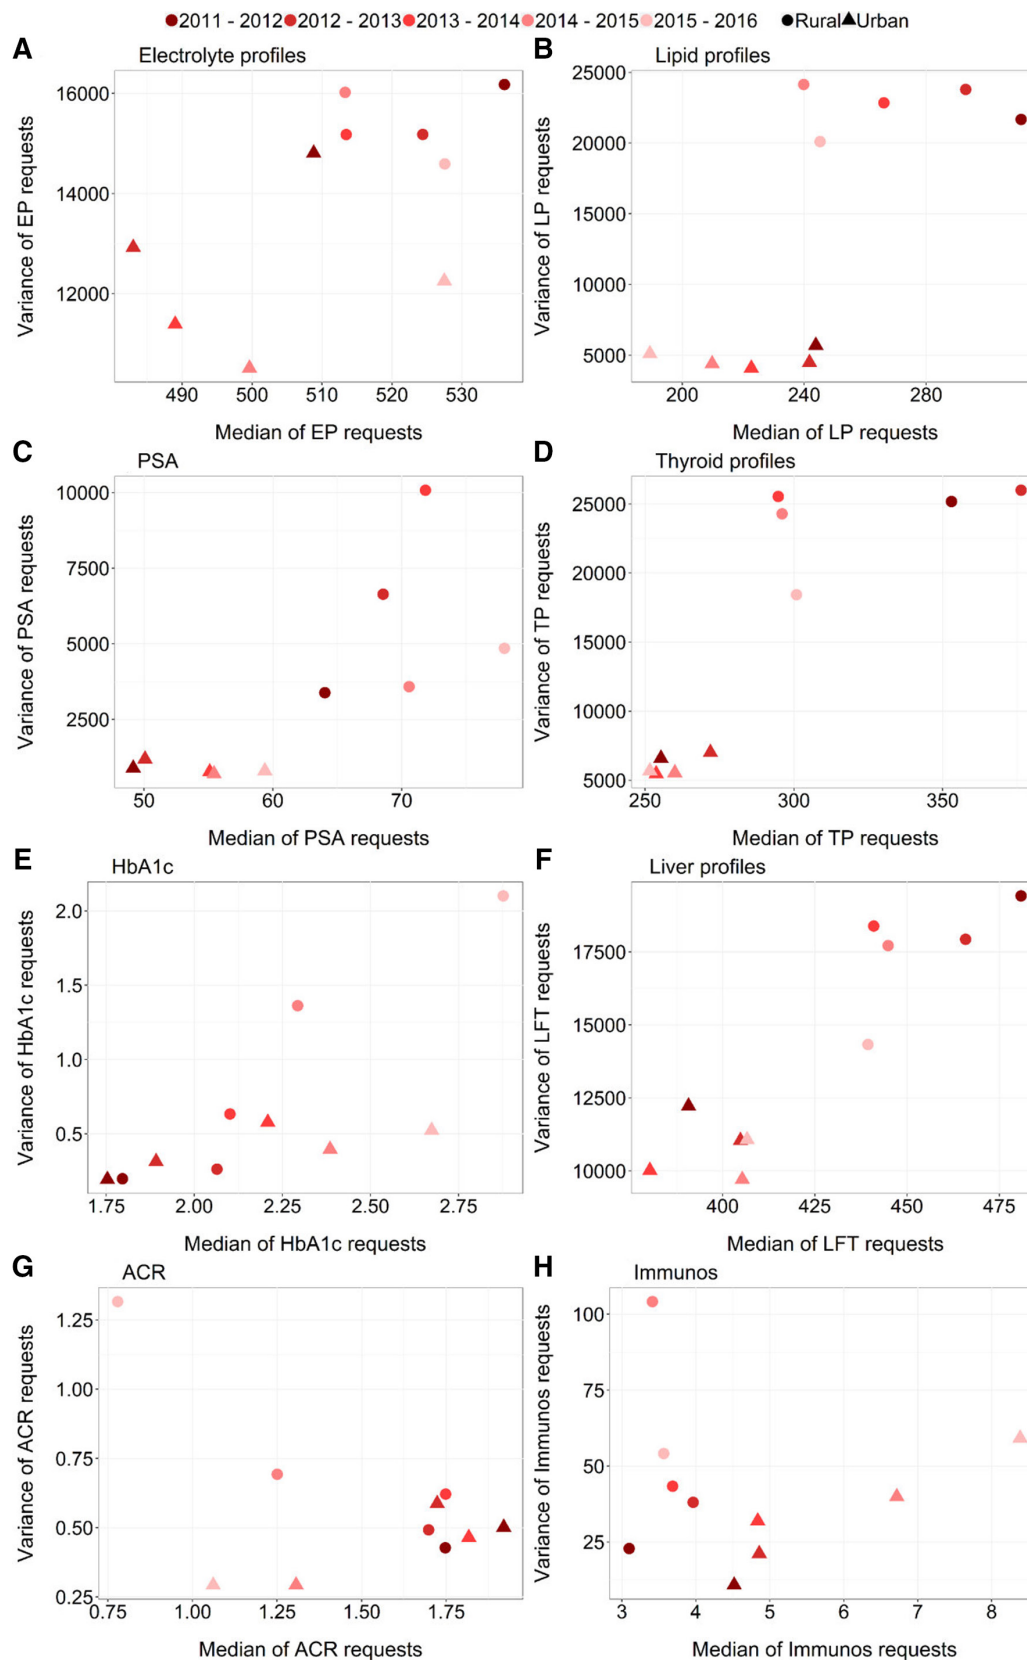 2011 - 2012 2012 - 2013 2013 - 2014 2014 - 2015 2015 - 2016 Rural Urban
A Electrolyte profiles
Variance of EP requests
16000
14000
12000
490 500 510 520 530
Median of EP requests
B Lipid profiles
Variance of LP requests
25000
20000
15000
10000
5000
200 240 280
Median of LP requests
C PSA
Variance of PSA requests
10000
7500
5000
2500
50 60 70
Median of PSA requests
D Thyroid profiles
Variance of TP requests
25000
20000
15000
10000
5000
250 300 350
Median of TP requests
E HbA1c
Variance of HbA1c requests
2.0
1.5
1.0
0.5
1.75 2.00 2.25 2.50 2.75
Median of HbA1c requests
F Liver profiles
Variance of LFT requests
17500
15000
12500
10000
400 425 450 475
Median of LFT requests
G ACR
Variance of ACR requests
1.25
1.00
0.75
0.50
0.25
0.75 1.00 1.25 1.50 1.75
Median of ACR requests
H Immunos
Variance of Immunos requests
100
75
50
25
3 4 5 6 7 8
Median of Immunos requests